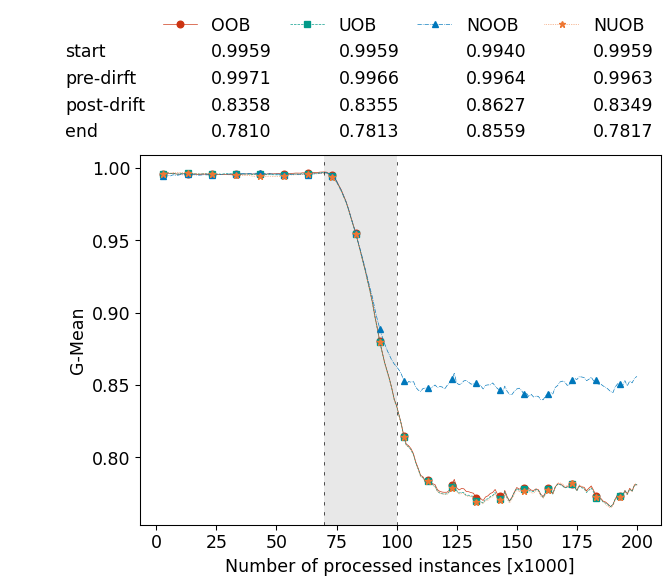 OOB UOB NOOB NUOB
start 0.9959 0.9959 0.9940 0.9959
pre-dirft 0.9971 0.9966 0.9964 0.9963
post-drift 0.8358 0.8355 0.8627 0.8349
end 0.7810 0.7813 0.8559 0.7817
1.00
0.95
0.90
0.85
0.80
G-Mean
0 25 50 75 100 125 150 175 200
Number of processed instances [x1000]